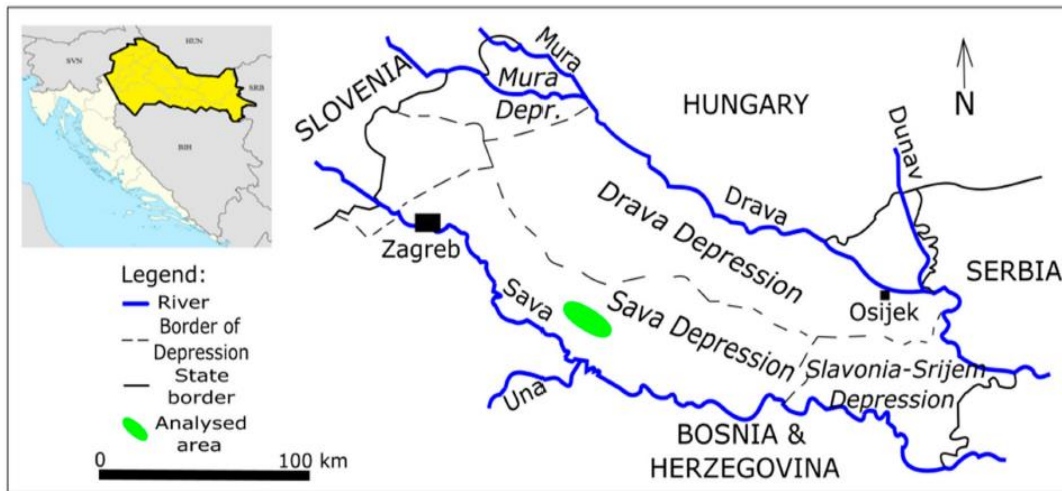 HUN
SVN
SRB
BIH
Legend:
River
Border of
Depression
State
border
Analysed
area
0 100 km
SLOVENIA
Mura
Mura
Depr.
HUNGARY
N
Dunav
Drava
Drava Depression
Zagreb
Sava
Sava Depression
SERBIA
Osijek
Slavonia-Srijem
Depression
Una
BOSNIA &
HERZEGOVINA